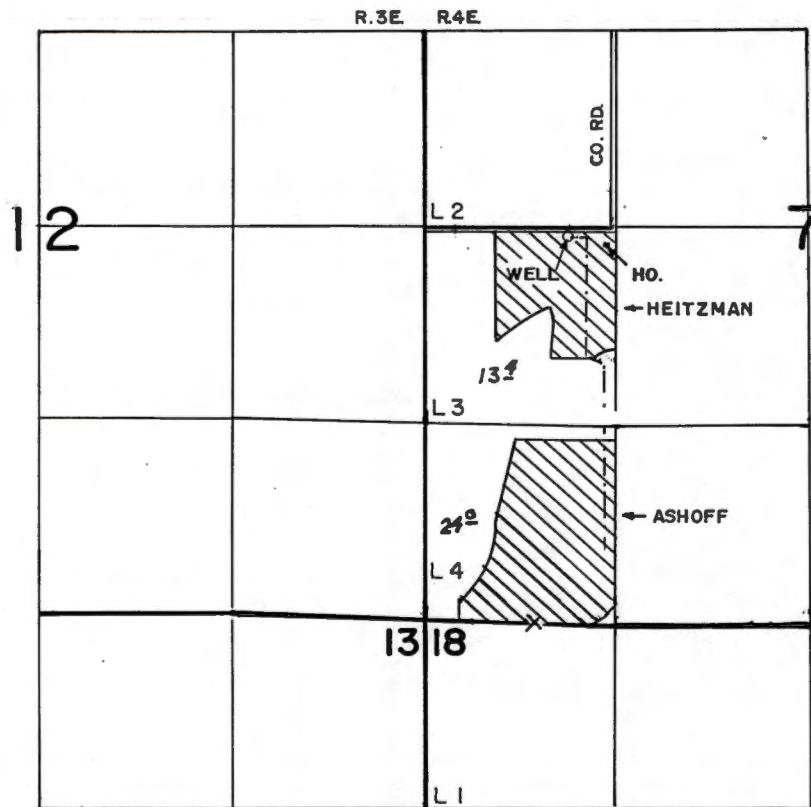 R.3E. R.4E.
CO. RD.
12
L 2
7
WELL
HO.
HEITZMAN
13 4
L 3
24 0
ASHOFF
L 4
13 18
L 1